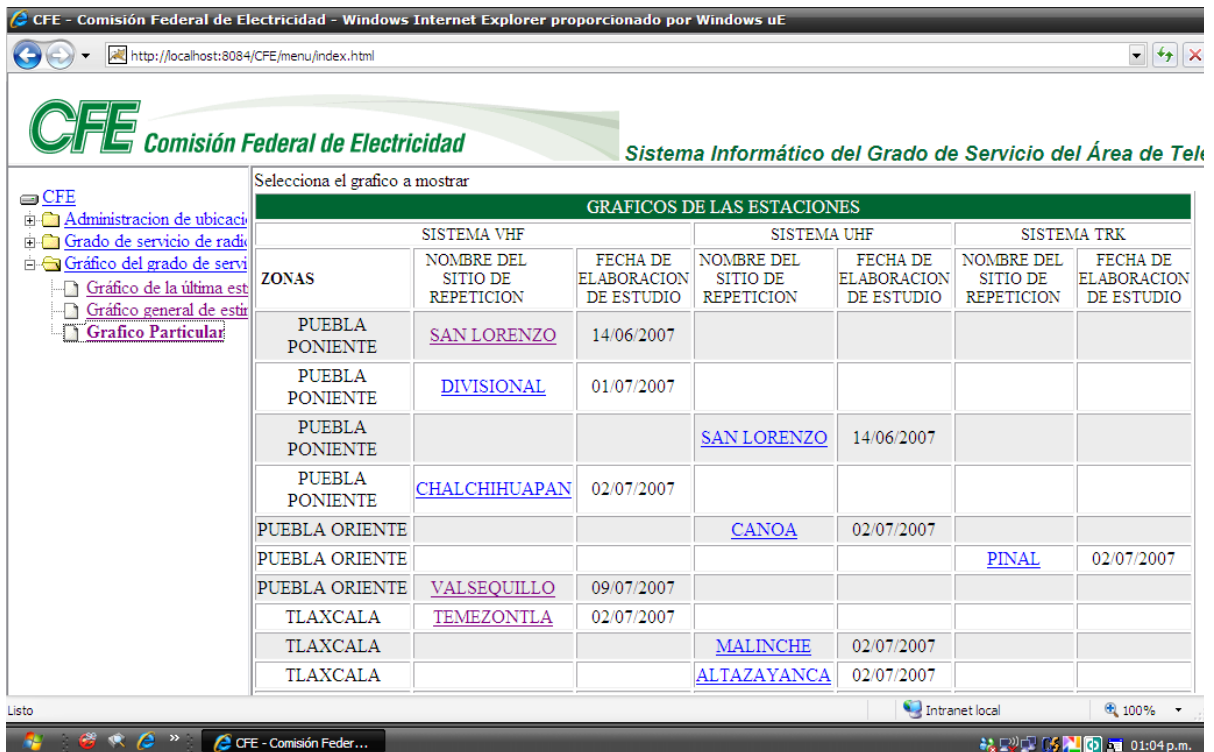 CFE - Comisión Federal de Electricidad - Windows Internet Explorer proporcionado por Windows uE
http://localhost:8084/CFE/menu/index.html
CFE Comisión Federal de Electricidad
Sistema Informático del Grado de Servicio del Área de Tele
CFE
Administracion de ubicaci
Grado de servicio de radi
Gráfico del grado de servi
Gráfico de la última est
Gráfico general de estir
Grafico Particular
Selecciona el grafico a mostrar
GRAFICOS DE LAS ESTACIONES
SISTEMA VHF SISTEMA UHF SISTEMA TRK
ZONAS
NOMBRE DEL SITIO DE REPETICION
FECHA DE ELABORACION DE ESTUDIO
NOMBRE DEL SITIO DE REPETICION
FECHA DE ELABORACION DE ESTUDIO
NOMBRE DEL SITIO DE REPETICION
FECHA DE ELABORACION DE ESTUDIO
PUEBLA PONIENTE SAN LORENZO 14/06/2007
PUEBLA PONIENTE DIVISIONAL 01/07/2007
PUEBLA PONIENTE SAN LORENZO 14/06/2007
PUEBLA PONIENTE CHALCHIHUAPAN 02/07/2007
PUEBLA ORIENTE CANOA 02/07/2007
PUEBLA ORIENTE PINAL 02/07/2007
PUEBLA ORIENTE VALSEQUILLO 09/07/2007
TLAXCALA TEMEZONTLA 02/07/2007
TLAXCALA MALINCHE 02/07/2007
TLAXCALA ALTAZAYANCA 02/07/2007
Listo
Intranet local
100%
CFE - Comisión Feder...
01:04 p.m.